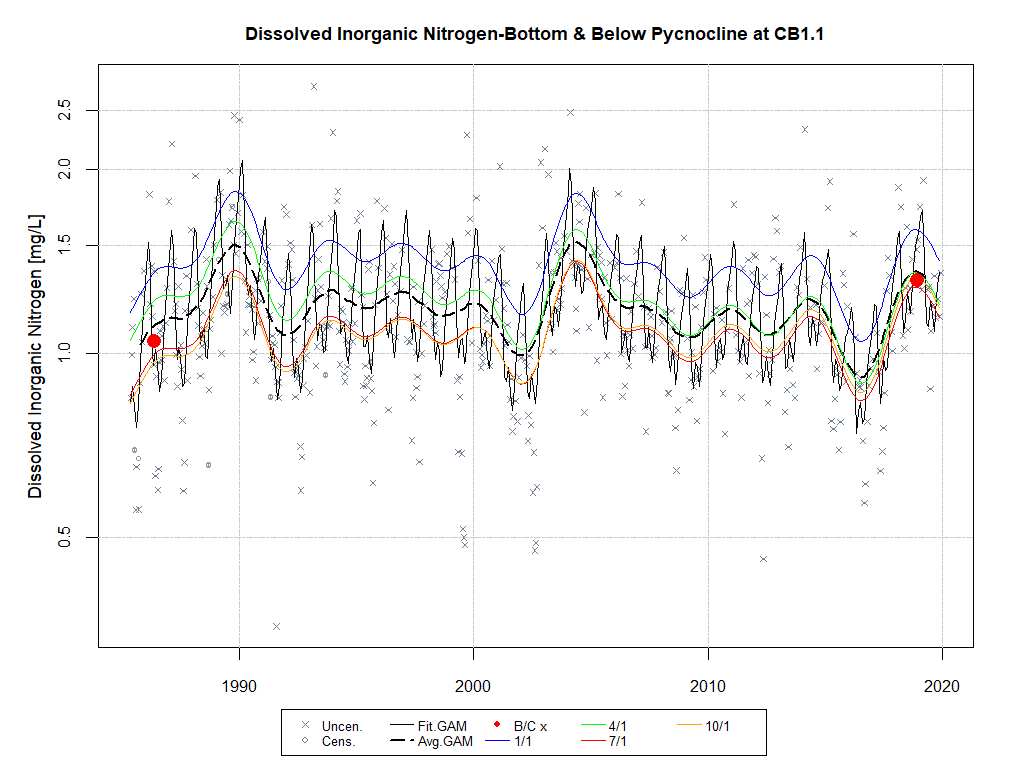 Dissolved Inorganic Nitrogen-Bottom & Below Pycnocline at CB1.1
Dissolved Inorganic Nitrogen [mg/L]
2.5
2.0
1.5
1.0
0.5
1990 2000 2010 2020
Uncen. Fit.GAM B/C x 4/1 10/1
Cens. Avg.GAM 1/1 7/1